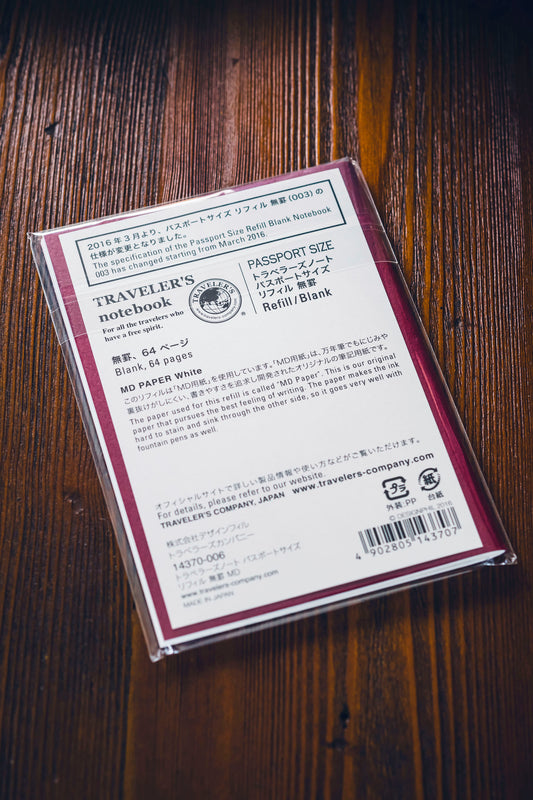 2016年3月より、パスポートサイズ リフィル 無罫(003)の
仕様が変更となりました。
The specification of the Passport Size Refill Blank Notebook
003 has changed starting from March 2016.
TRAVELER'S
notebook
For all the travelers who
have a free spirit.
TRAVELER'S
®
PASSPORT SIZE
トラベラーズノート
パスポートサイズ
リフィル 無罫
Refill/Blank
無罫、64ページ
Blank, 64 pages
MD PAPER White
このリフィルは「MD用紙」を使用しています。「MD用紙」は、万年筆でもにじみや
裏抜けがしにくい、書きやすさを追求し開発されたオリジナルの筆記用紙です。
The paper used for this refill is called "MD Paper". This is our original
paper that pursues the best feeling of writing. The paper makes the ink
hard to stain and sink through the other side, so it goes very well with
fountain pens as well.
オフィシャルサイトで詳しい製品情報や使い方などがご覧いただけます。
For details, please refer to our website.
TRAVELER'S COMPANY, JAPAN www.travelers-company.com
プラ
外装:PP
紙
台紙
株式会社デザインフィル
トラベラーズカンパニー
14370-006
トラベラーズノート パスポートサイズ
リフィル 無罫 MD
www.travelers-company.com
MADE IN JAPAN
© DESIGNPHIL 2016
4 902805 143707